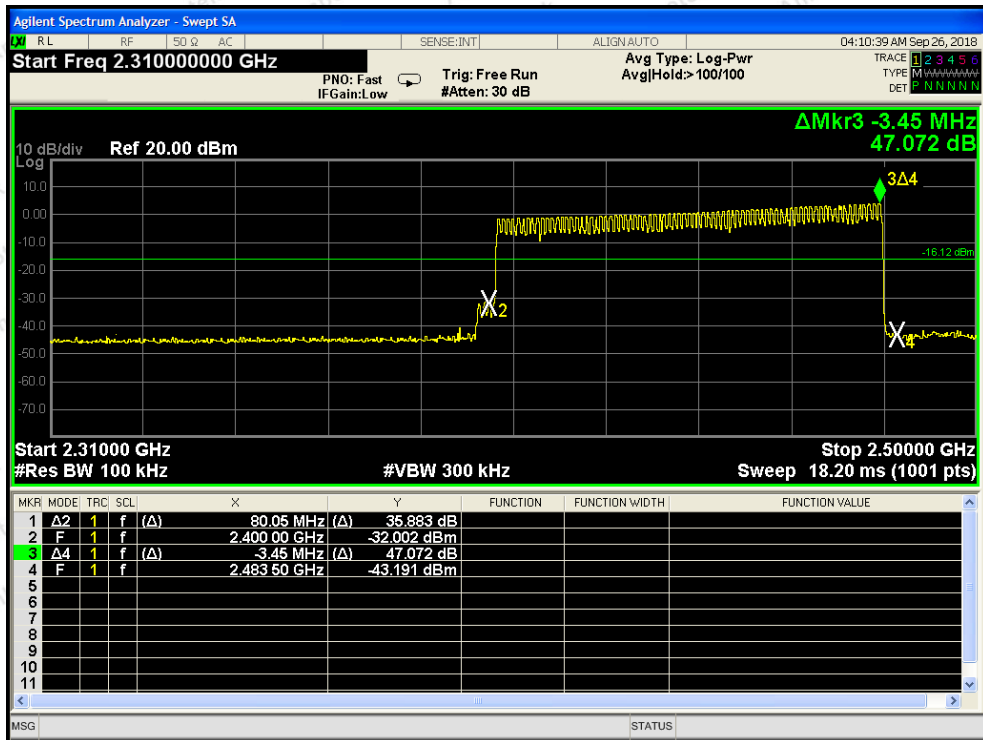 Agilent Spectrum Analyzer - Swept SA
LXI RL RF 50 Ω AC SENSE:INT ALIGN AUTO 04:10:39 AM Sep 26, 2018
Start Freq 2.310000000 GHz
PNO: Fast
IFGain:Low
Trig: Free Run
#Atten: 30 dB
Avg Type: Log-Pwr
Avg|Hold:>100/100
TRACE 1 2 3 4 5 6
TYPE M
DET P N N N N N
ΔMkr3 -3.45 MHz
47.072 dB
10 dB/div Ref 20.00 dBm
Log
10.0
0.00
-10.0
-20.0
-30.0
-40.0
-50.0
-60.0
-70.0
3Δ4
-16.12 dBm
2
4
Start 2.31000 GHz Stop 2.50000 GHz
#Res BW 100 kHz #VBW 300 kHz Sweep 18.20 ms (1001 pts)
MKR MODE TRC SCL X Y FUNCTION FUNCTION WIDTH FUNCTION VALUE
1 Δ2 1 f (Δ) 80.05 MHz (Δ) 35.883 dB
2 F 1 f 2.400 00 GHz -32.002 dBm
3 Δ4 1 f (Δ) -3.45 MHz (Δ) 47.072 dB
4 F 1 f 2.483 50 GHz -43.191 dBm
5
6
7
8
9
10
11
MSG STATUS